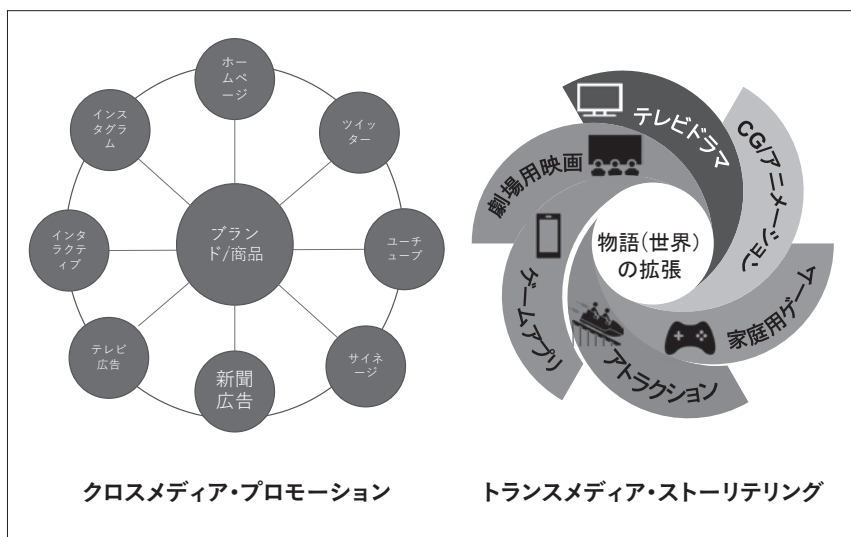 ホー
ムペ
ージ
ツイッ
ター
ユーチ
ューブ
サイネ
ージ
新聞
広告
テレビ
広告
インタ
ラクテ
ィブ
インス
タグラ
ム
ブラン
ド/商品
クロスメディア・プロモーション
テレビドラマ
CG/アニメーション
家庭用ゲーム
アトラクション
ゲームアプリ
劇場用映画
物語(世界)
の拡張
トランスメディア・ストーリテリング